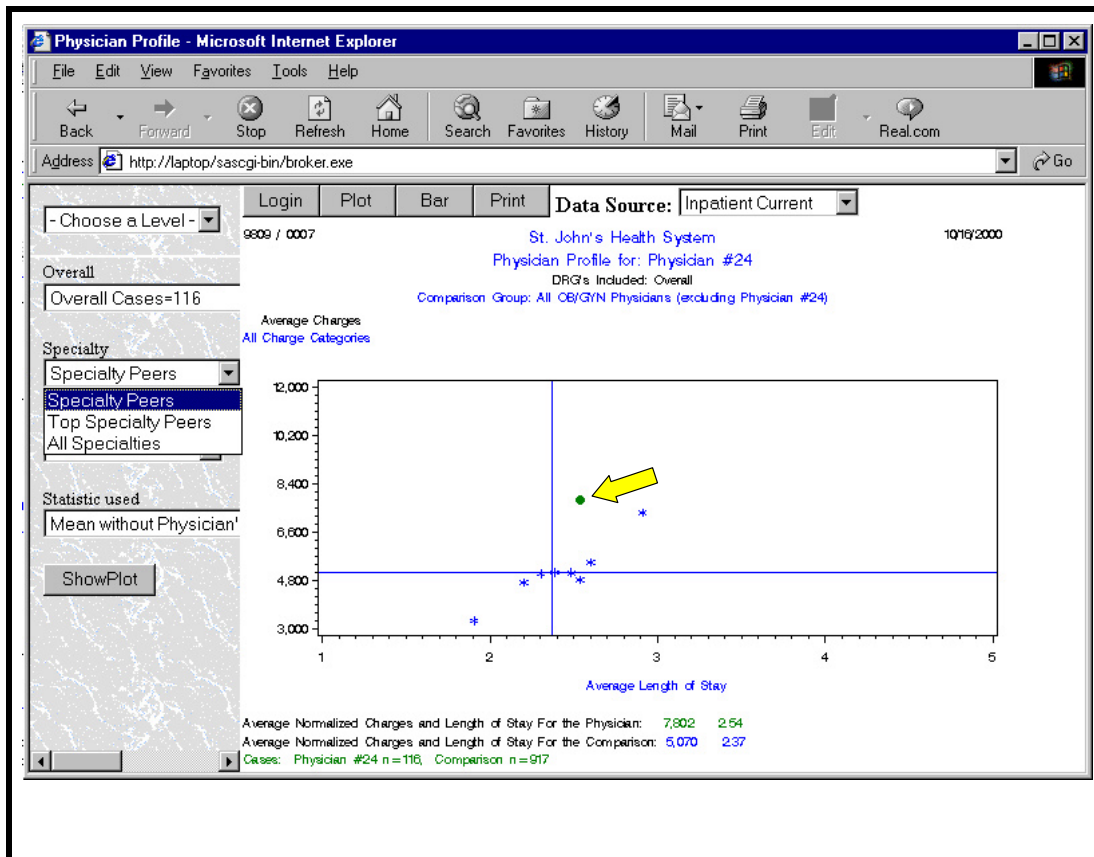 Physician Profile - Microsoft Internet Explorer
File Edit View Favorites Tools Help
Back Forward Stop Refresh Home Search Favorites History Mail Print Edit Real.com
Address http://laptop/sascgi-bin/broker.exe Go
- Choose a Level -
Overall
Overall Cases=116
Specialty
Specialty Peers
Specialty Peers
Top Specialty Peers
All Specialties
Statistic used
Mean without Physician'
ShowPlot
Login Plot Bar Print Data Source: Inpatient Current
9809 / 0007 St. John's Health System 10/16/2000
Physician Profile for: Physician #24
DRG's Included: Overall
Comparison Group: All OB/GYN Physicians (excluding Physician #24)
Average Charges
All Charge Categories
12,000
10,200
8,400
6,600
4,800
3,000
1 2 3 4 5
Average Length of Stay
Average Normalized Charges and Length of Stay For the Physician: 7,802 2.54
Average Normalized Charges and Length of Stay For the Comparison: 5,070 2.37
Cases: Physician #24 n=116, Comparison n=917